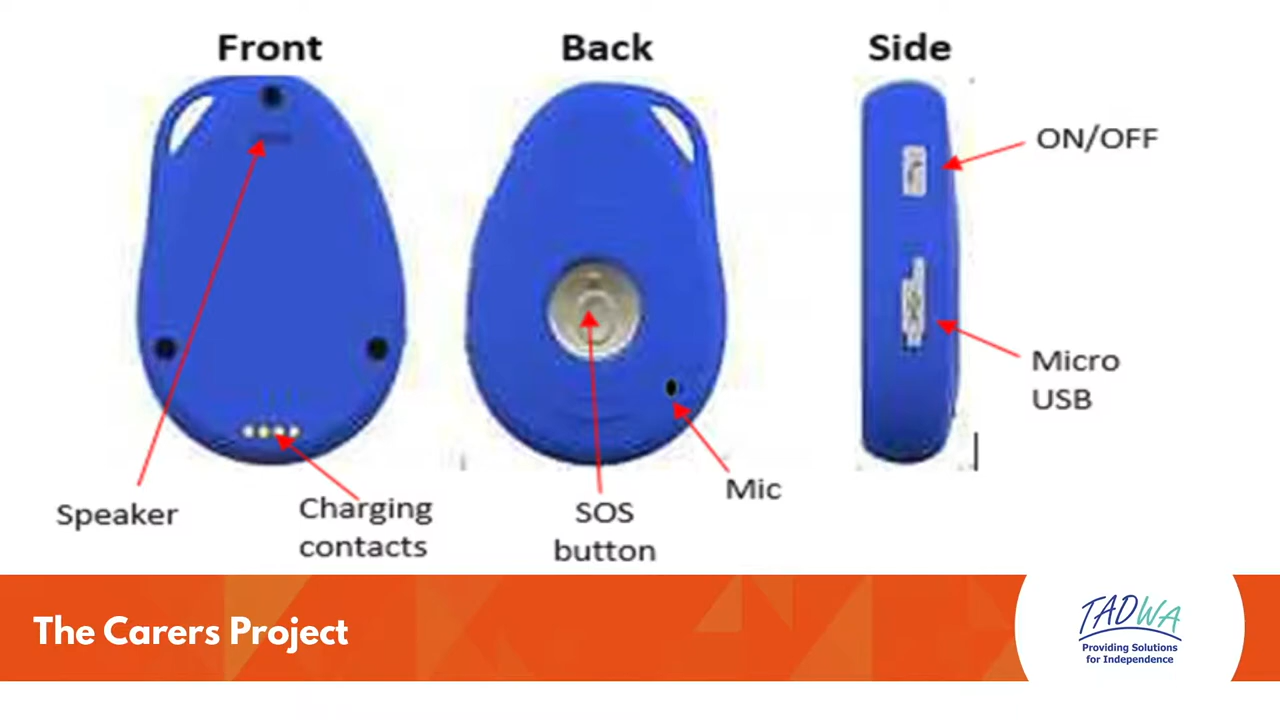 Front
Back
Side
ON/OFF
Micro
USB
Mic
Speaker
Charging
contacts
SOS
button
The Carers Project
TADWA
Providing Solutions
for Independence